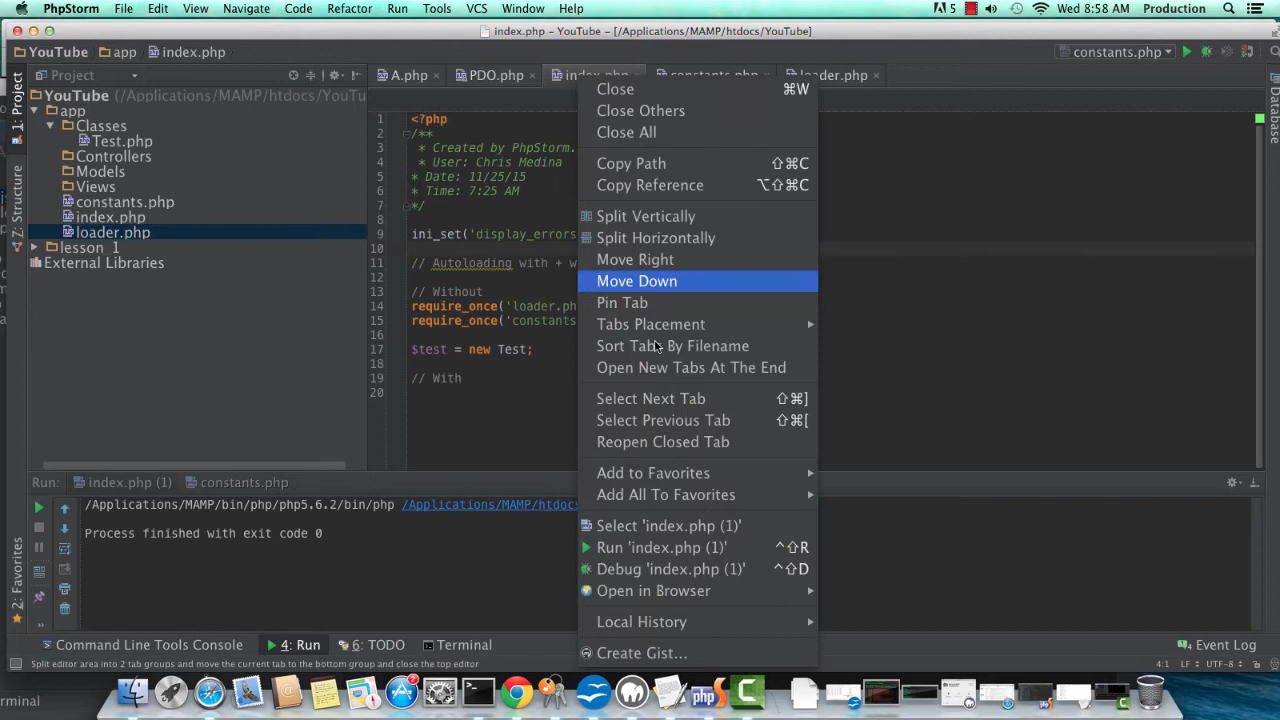 PhpStorm File Edit View Navigate Code Refactor Run Tools VCS Window Help 5 Wed 8:58 AM Production
index.php – YouTube – [/Applications/MAMP/htdocs/YouTube]
YouTube app index.php constants.php
1: Project
Z: Structure
2: Favorites
Database
Project
YouTube (/Applications/MAMP/htdocs/YouTu
app
Classes
Test.php
Controllers
Models
Views
constants.php
index.php
loader.php
lesson_1
External Libraries
A.php PDO.php index.php constants.php loader.php
1 <?php
2 /**
3 * Created by PhpStorm.
4 * User: Chris Medina
5 * Date: 11/25/15
6 * Time: 7:25 AM
7 */
8
9 ini_set('display_errors
10
11 // Autoloading with + w
12
13 // Without
14 require_once('loader.ph
15 require_once('constants
16
17 $test = new Test;
18
19 // With
20
Close ⌘W
Close Others
Close All
Copy Path ⇧⌘C
Copy Reference ⌥⇧⌘C
Split Vertically
Split Horizontally
Move Right
Move Down
Pin Tab
Tabs Placement
Sort Tabs By Filename
Open New Tabs At The End
Select Next Tab ⇧⌘]
Select Previous Tab ⇧⌘[
Reopen Closed Tab
Add to Favorites
Add All To Favorites
Select 'index.php (1)'
Run 'index.php (1)' ^⇧R
Debug 'index.php (1)' ^⇧D
Open in Browser
Local History
Create Gist...
Run: index.php (1) constants.php
/Applications/MAMP/bin/php/php5.6.2/bin/php /Applications/MAMP/htdocs
Process finished with exit code 0
Command Line Tools Console 4: Run 6: TODO Terminal Event Log
Split editor area into 2 tab groups and move the current tab to the bottom group and close the top editor 4:1 LF UTF-8
rminal
2
php